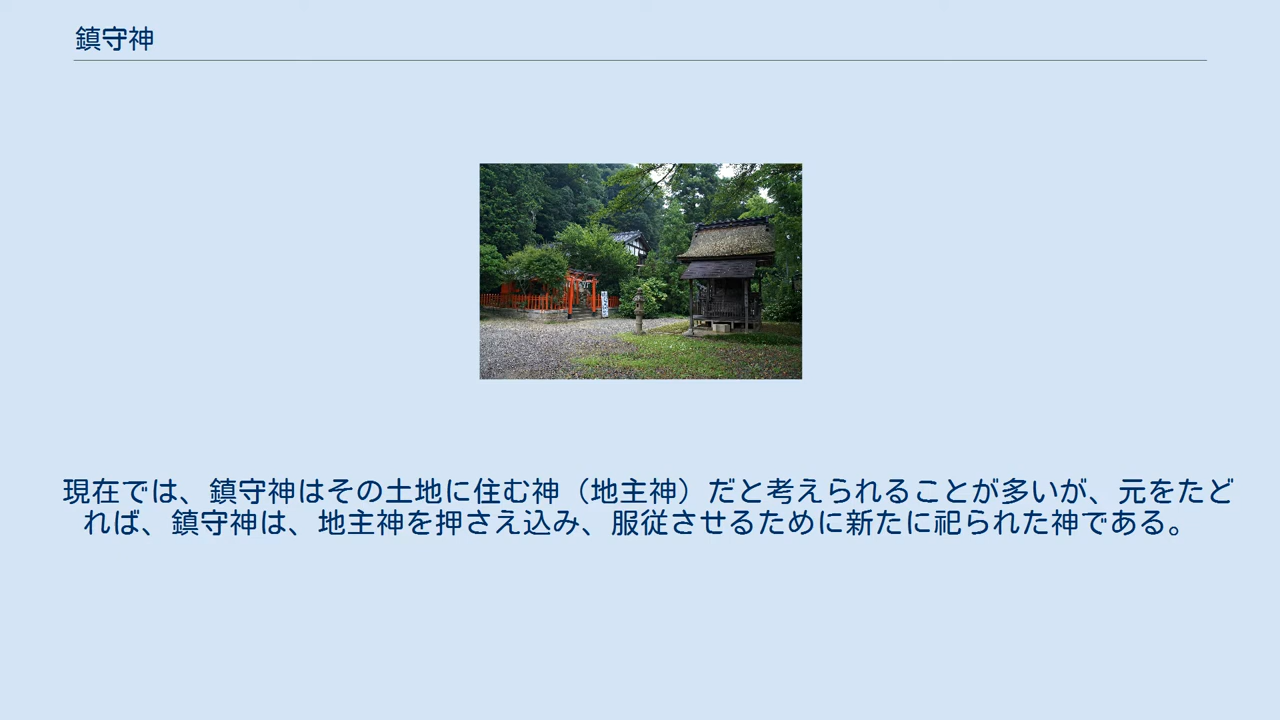 鎮守神
現在では、鎮守神はその土地に住む神（地主神）だと考えられることが多いが、元をたど
れば、鎮守神は、地主神を押さえ込み、服従させるために新たに祀られた神である。